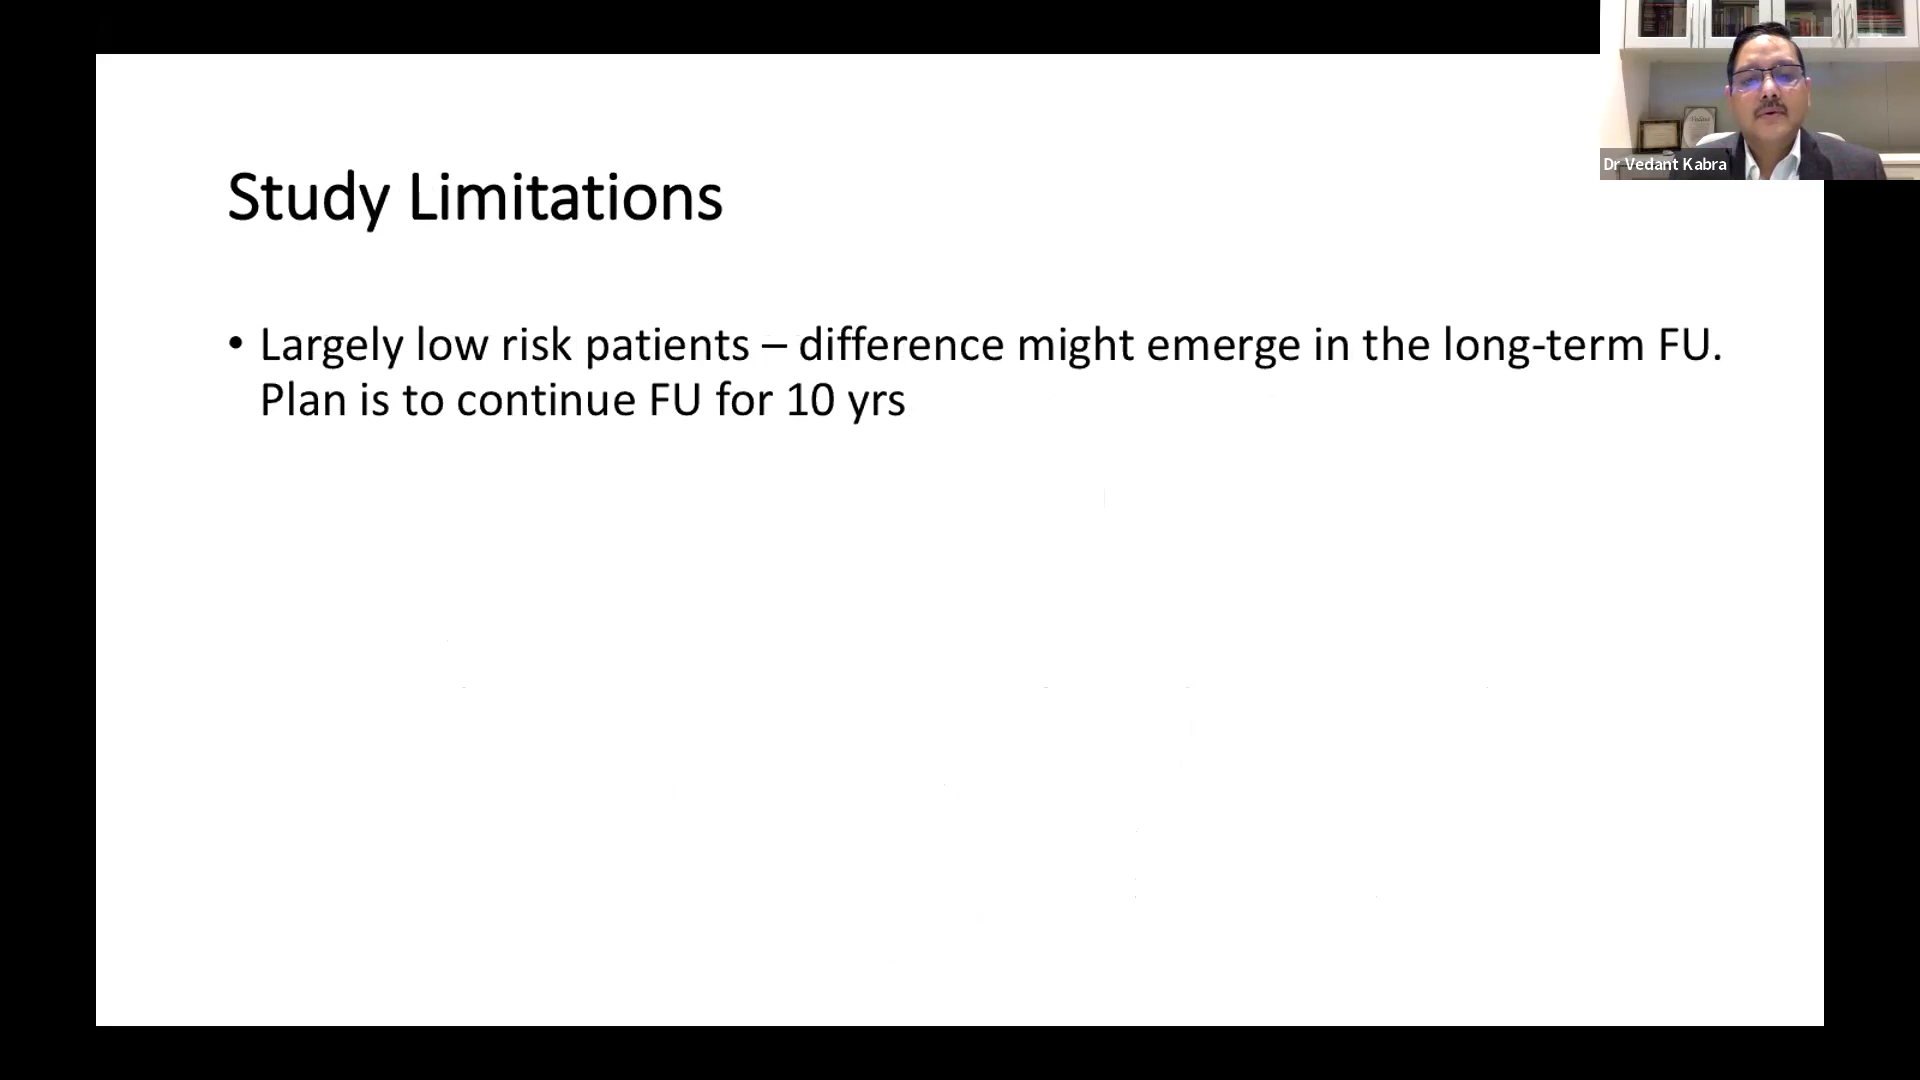 Study Limitations
• Largely low risk patients – difference might emerge in the long-term FU.
Plan is to continue FU for 10 yrs
Dr Vedant Kabra